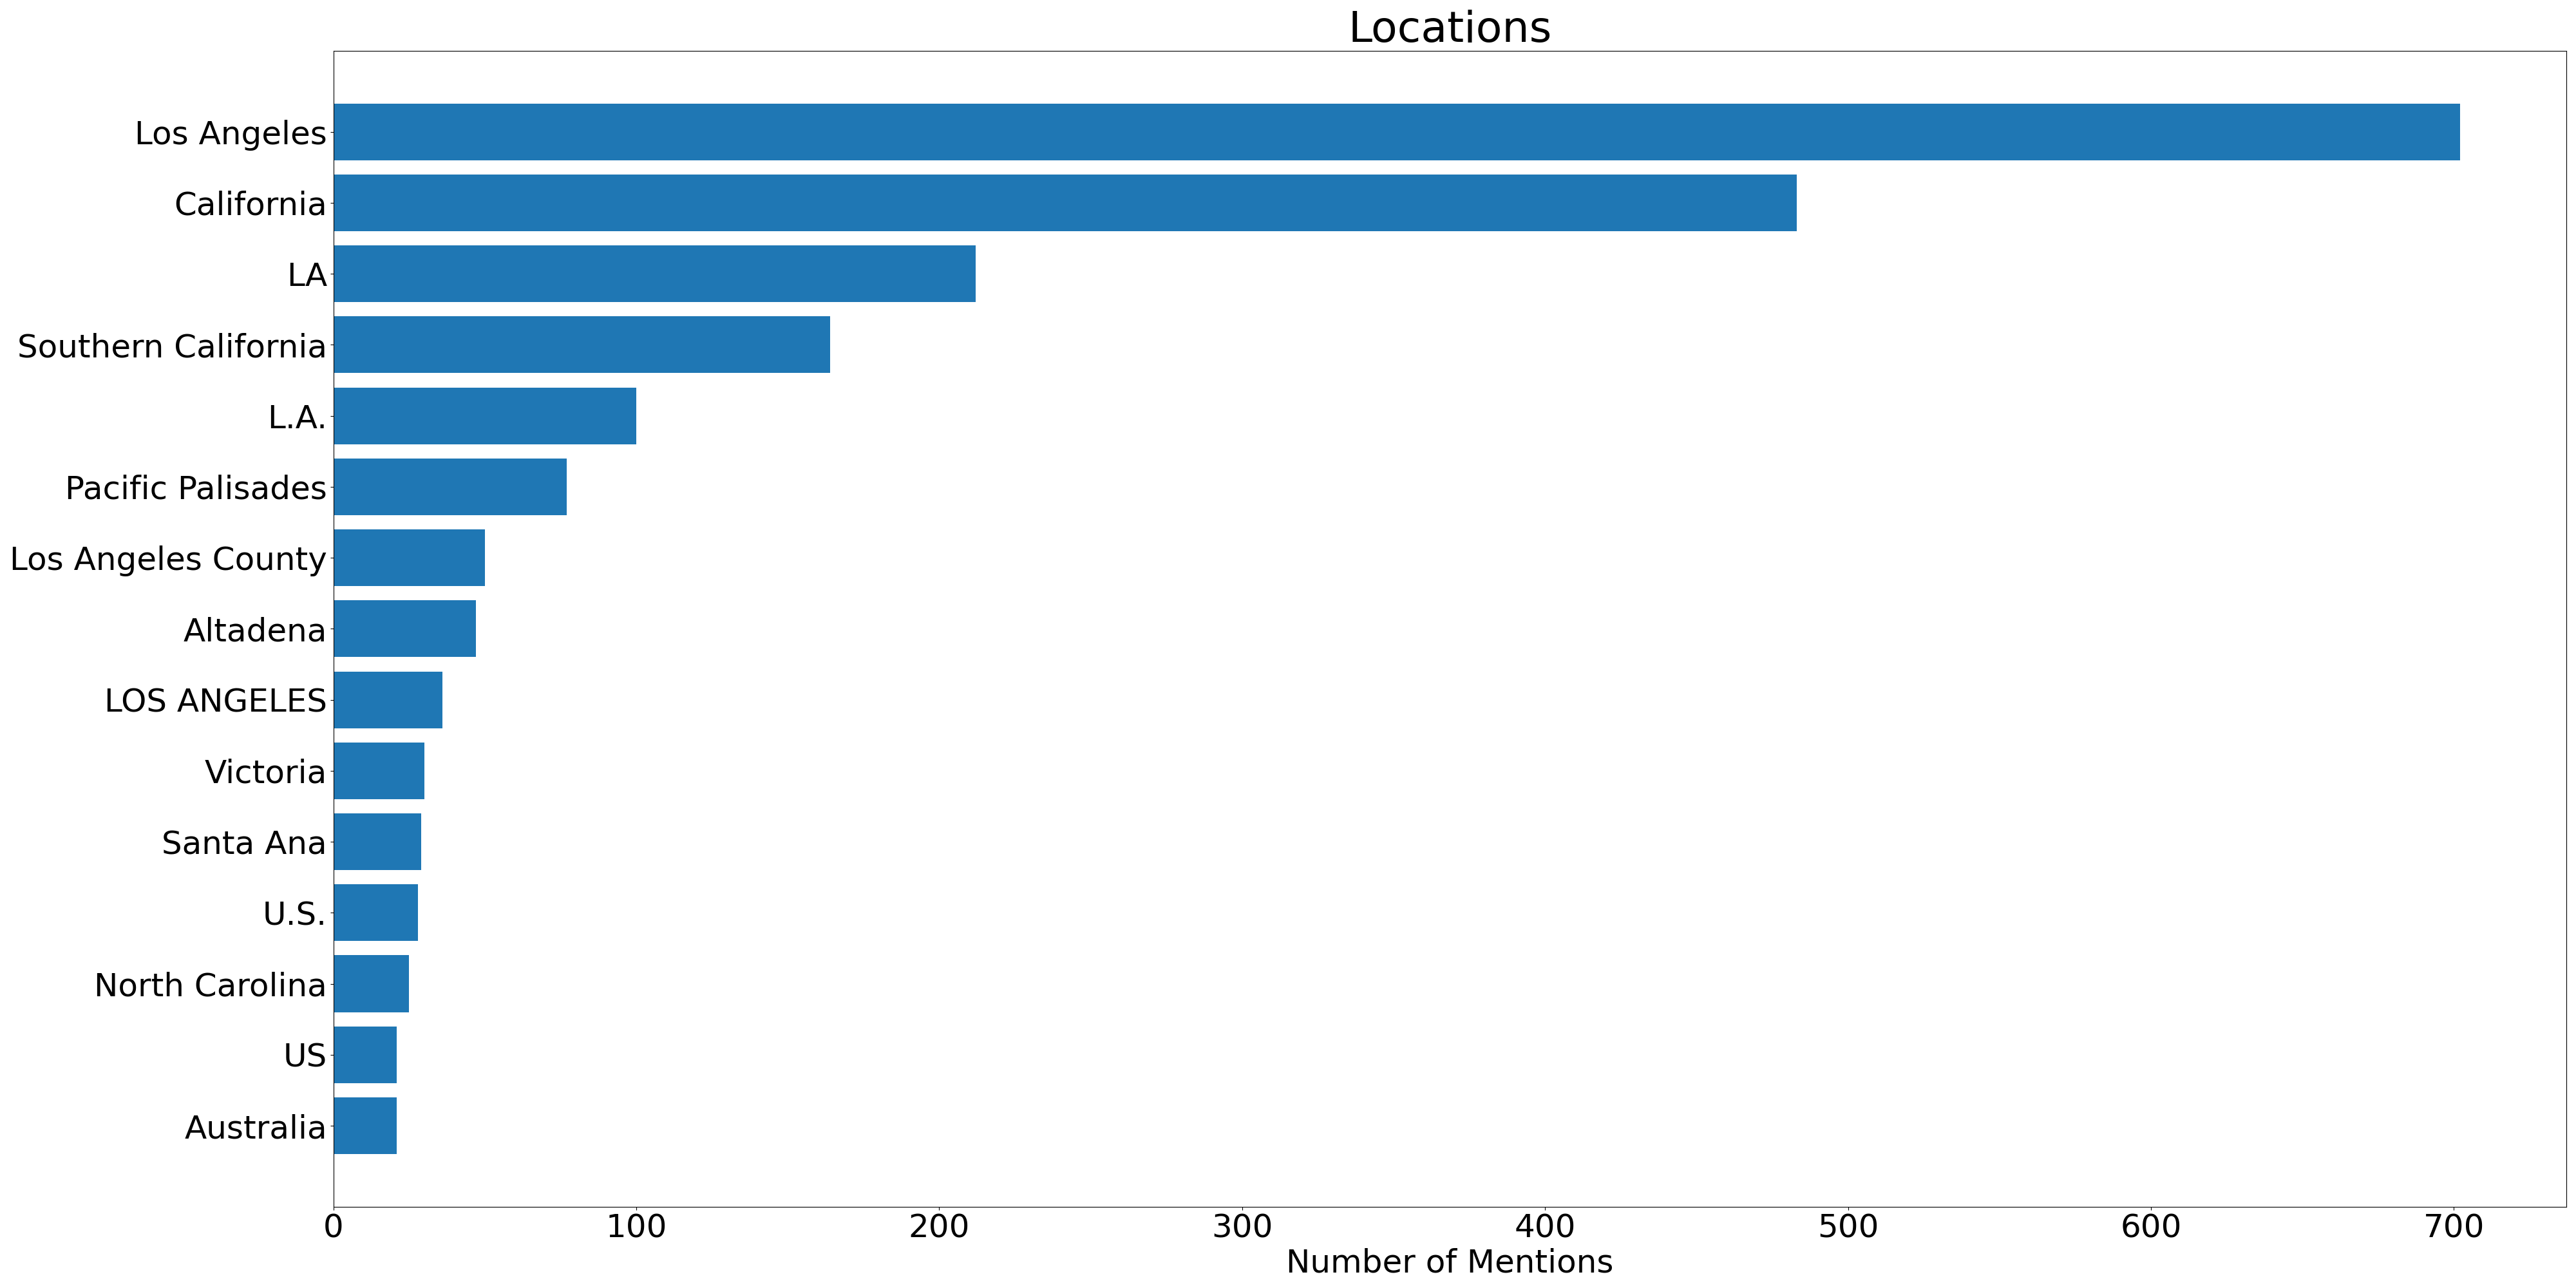 Locations
Los Angeles
California
LA
Southern California
L.A.
Pacific Palisades
Los Angeles County
Altadena
LOS ANGELES
Victoria
Santa Ana
U.S.
North Carolina
US
Australia
0 100 200 300 400 500 600 700
Number of Mentions